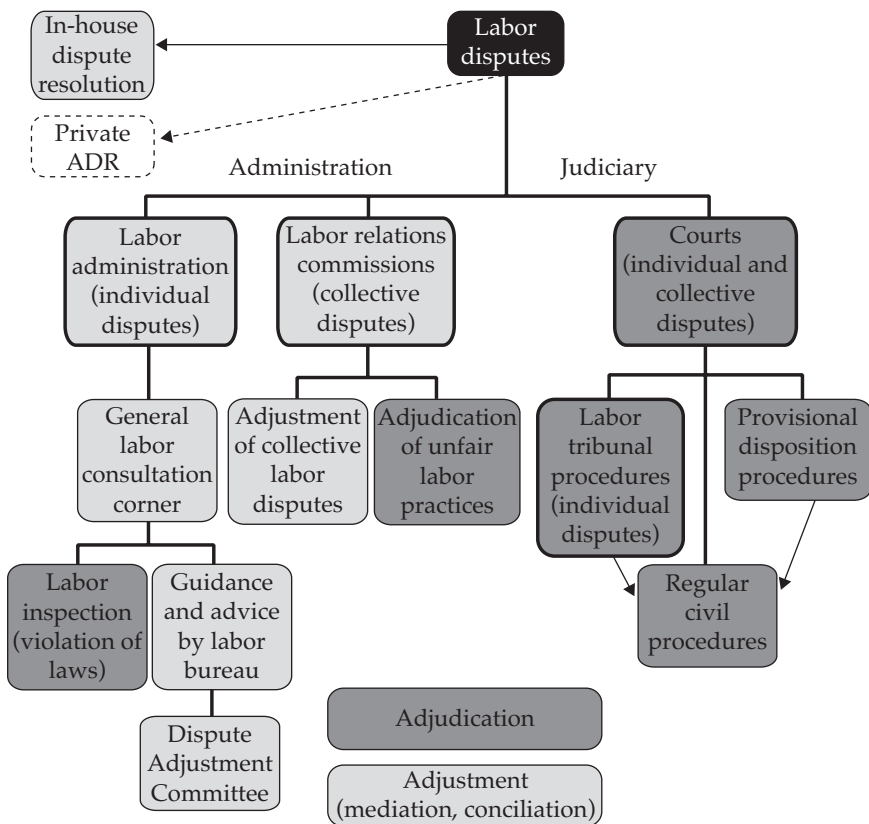 In-house
dispute
resolution
Labor
disputes
Private
ADR
Administration
Judiciary
Labor
administration
(individual
disputes)
Labor relations
commissions
(collective
disputes)
Courts
(individual and
collective
disputes)
General
labor
consultation
corner
Adjustment
of collective
labor
disputes
Adjudication
of unfair
labor
practices
Labor
tribunal
procedures
(individual
disputes)
Provisional
disposition
procedures
Labor
inspection
(violation of
laws)
Guidance
and advice
by labor
bureau
Regular
civil
procedures
Dispute
Adjustment
Committee
Adjudication
Adjustment
(mediation, conciliation)